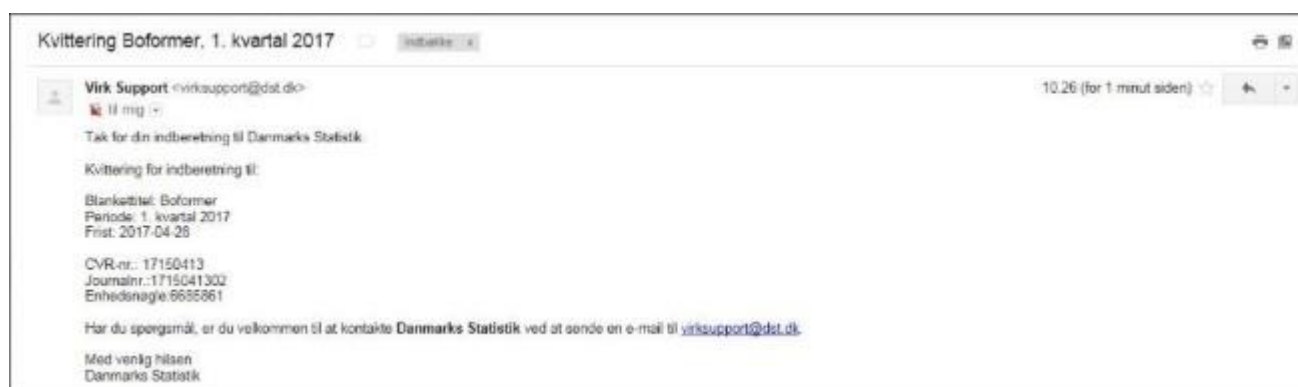 Kvittering Boformer, 1. kvartal 2017 Indbakke x
Virk Support <virksupport@dst.dk> 10.26 (for 1 minut siden)
til mig
Tak for din indberetning til Danmarks Statistik
Kvittering for indberetning til:
Blankettitel: Boformer
Periode: 1. kvartal 2017
Frist: 2017-04-28
CVR-nr.: 17150413
Journalnr.:1715041302
Enhedsnøgle:6685861
Har du spørgsmål, er du velkommen til at kontakte Danmarks Statistik ved at sende en e-mail til virksupport@dst.dk.
Med venlig hilsen
Danmarks Statistik